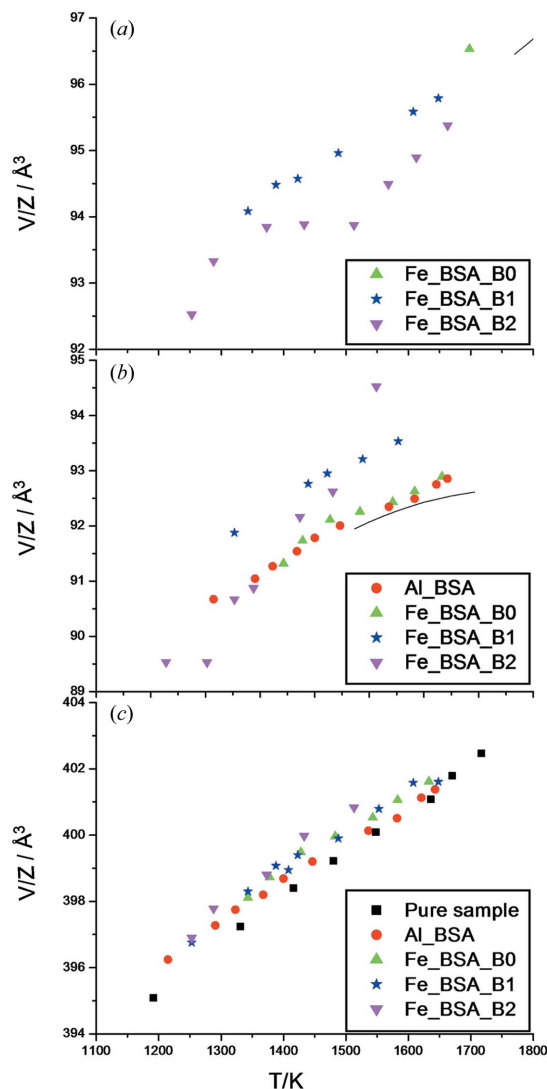 (a)
97
96
95
94
93
92
V/Z / Å³
Fe_BSA_B0
Fe_BSA_B1
Fe_BSA_B2
(b)
95
94
93
92
91
90
89
V/Z / Å³
Al_BSA
Fe_BSA_B0
Fe_BSA_B1
Fe_BSA_B2
(c)
404
402
400
398
396
394
V/Z / Å³
Pure sample
Al_BSA
Fe_BSA_B0
Fe_BSA_B1
Fe_BSA_B2
1100 1200 1300 1400 1500 1600 1700 1800
T/K